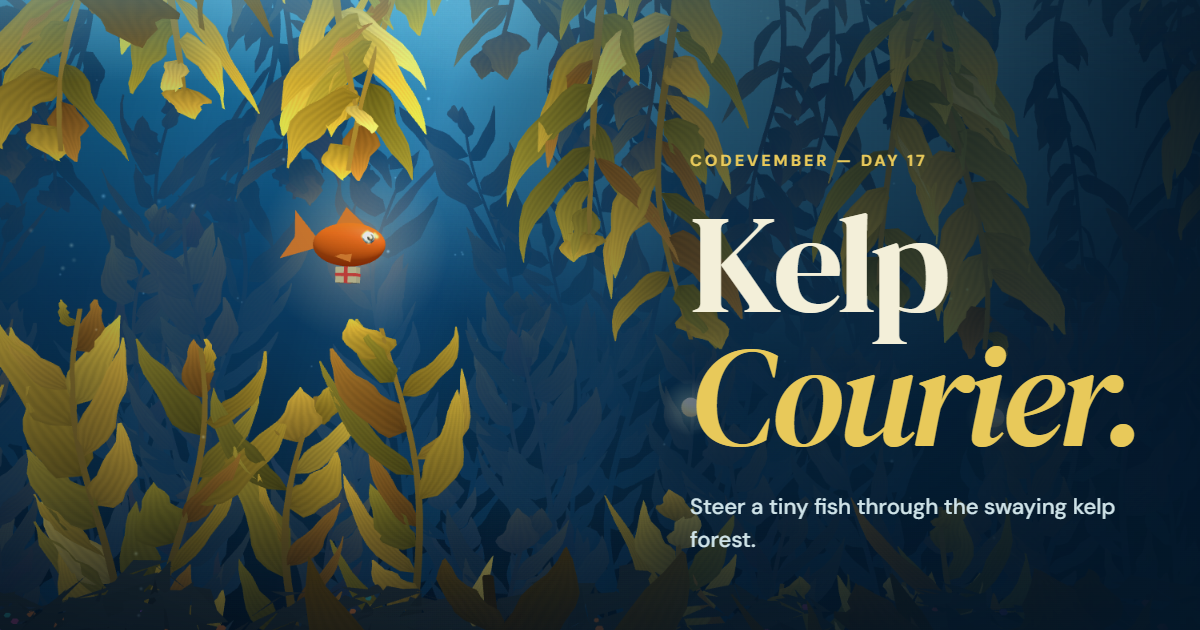 CODEVEMBER — DAY 17
Kelp
Courier.
Steer a tiny fish through the swaying kelp
forest.